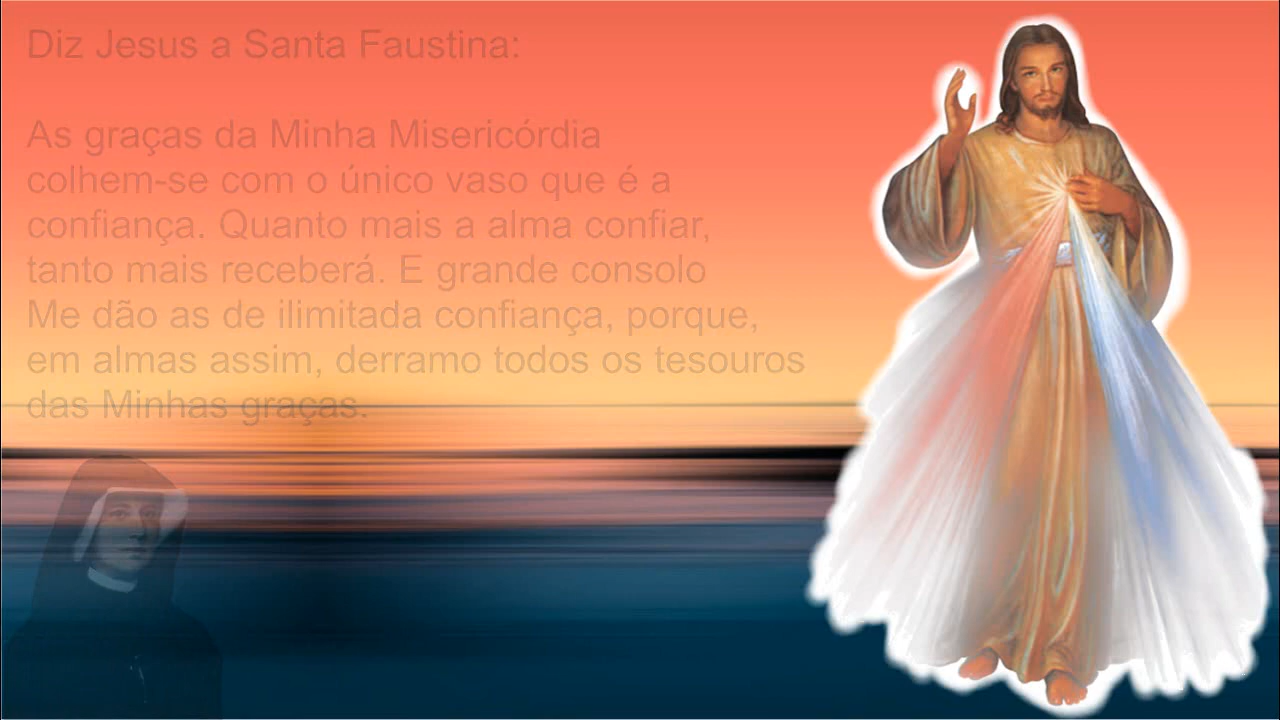 Diz Jesus a Santa Faustina:
As graças da Minha Misericórdia
colhem-se com o único vaso que é a
confiança. Quanto mais a alma confiar,
tanto mais receberá. E grande consolo
Me dão as de ilimitada confiança, porque,
em almas assim, derramo todos os tesouros
das Minhas graças.